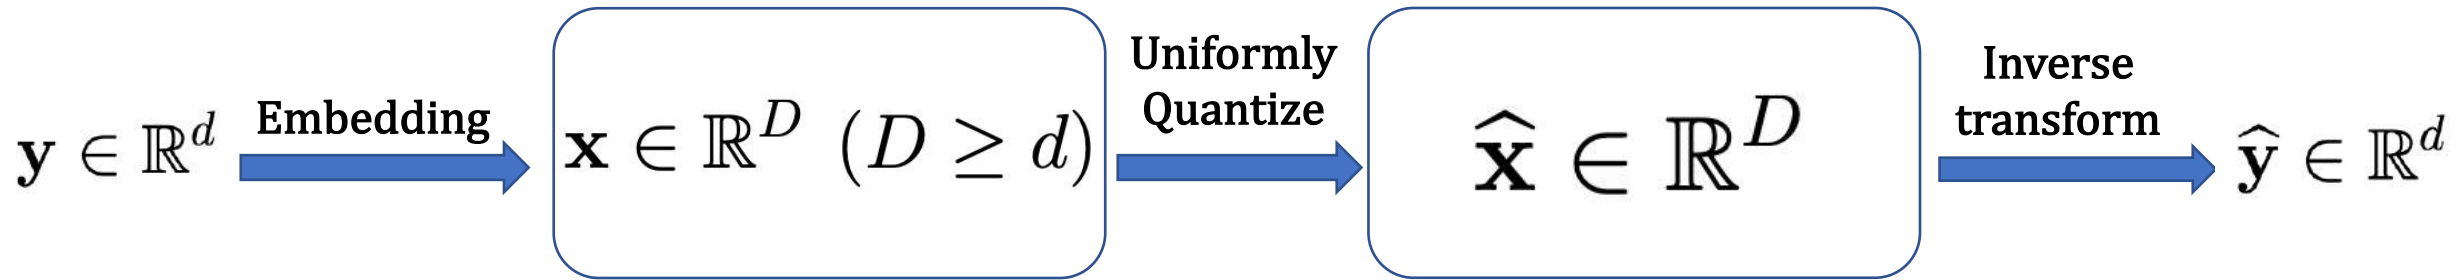 y ∈ ℝ^d
Embedding
x ∈ ℝ^D (D ≥ d)
Uniformly
Quantize
x̂ ∈ ℝ^D
Inverse
transform
ŷ ∈ ℝ^d